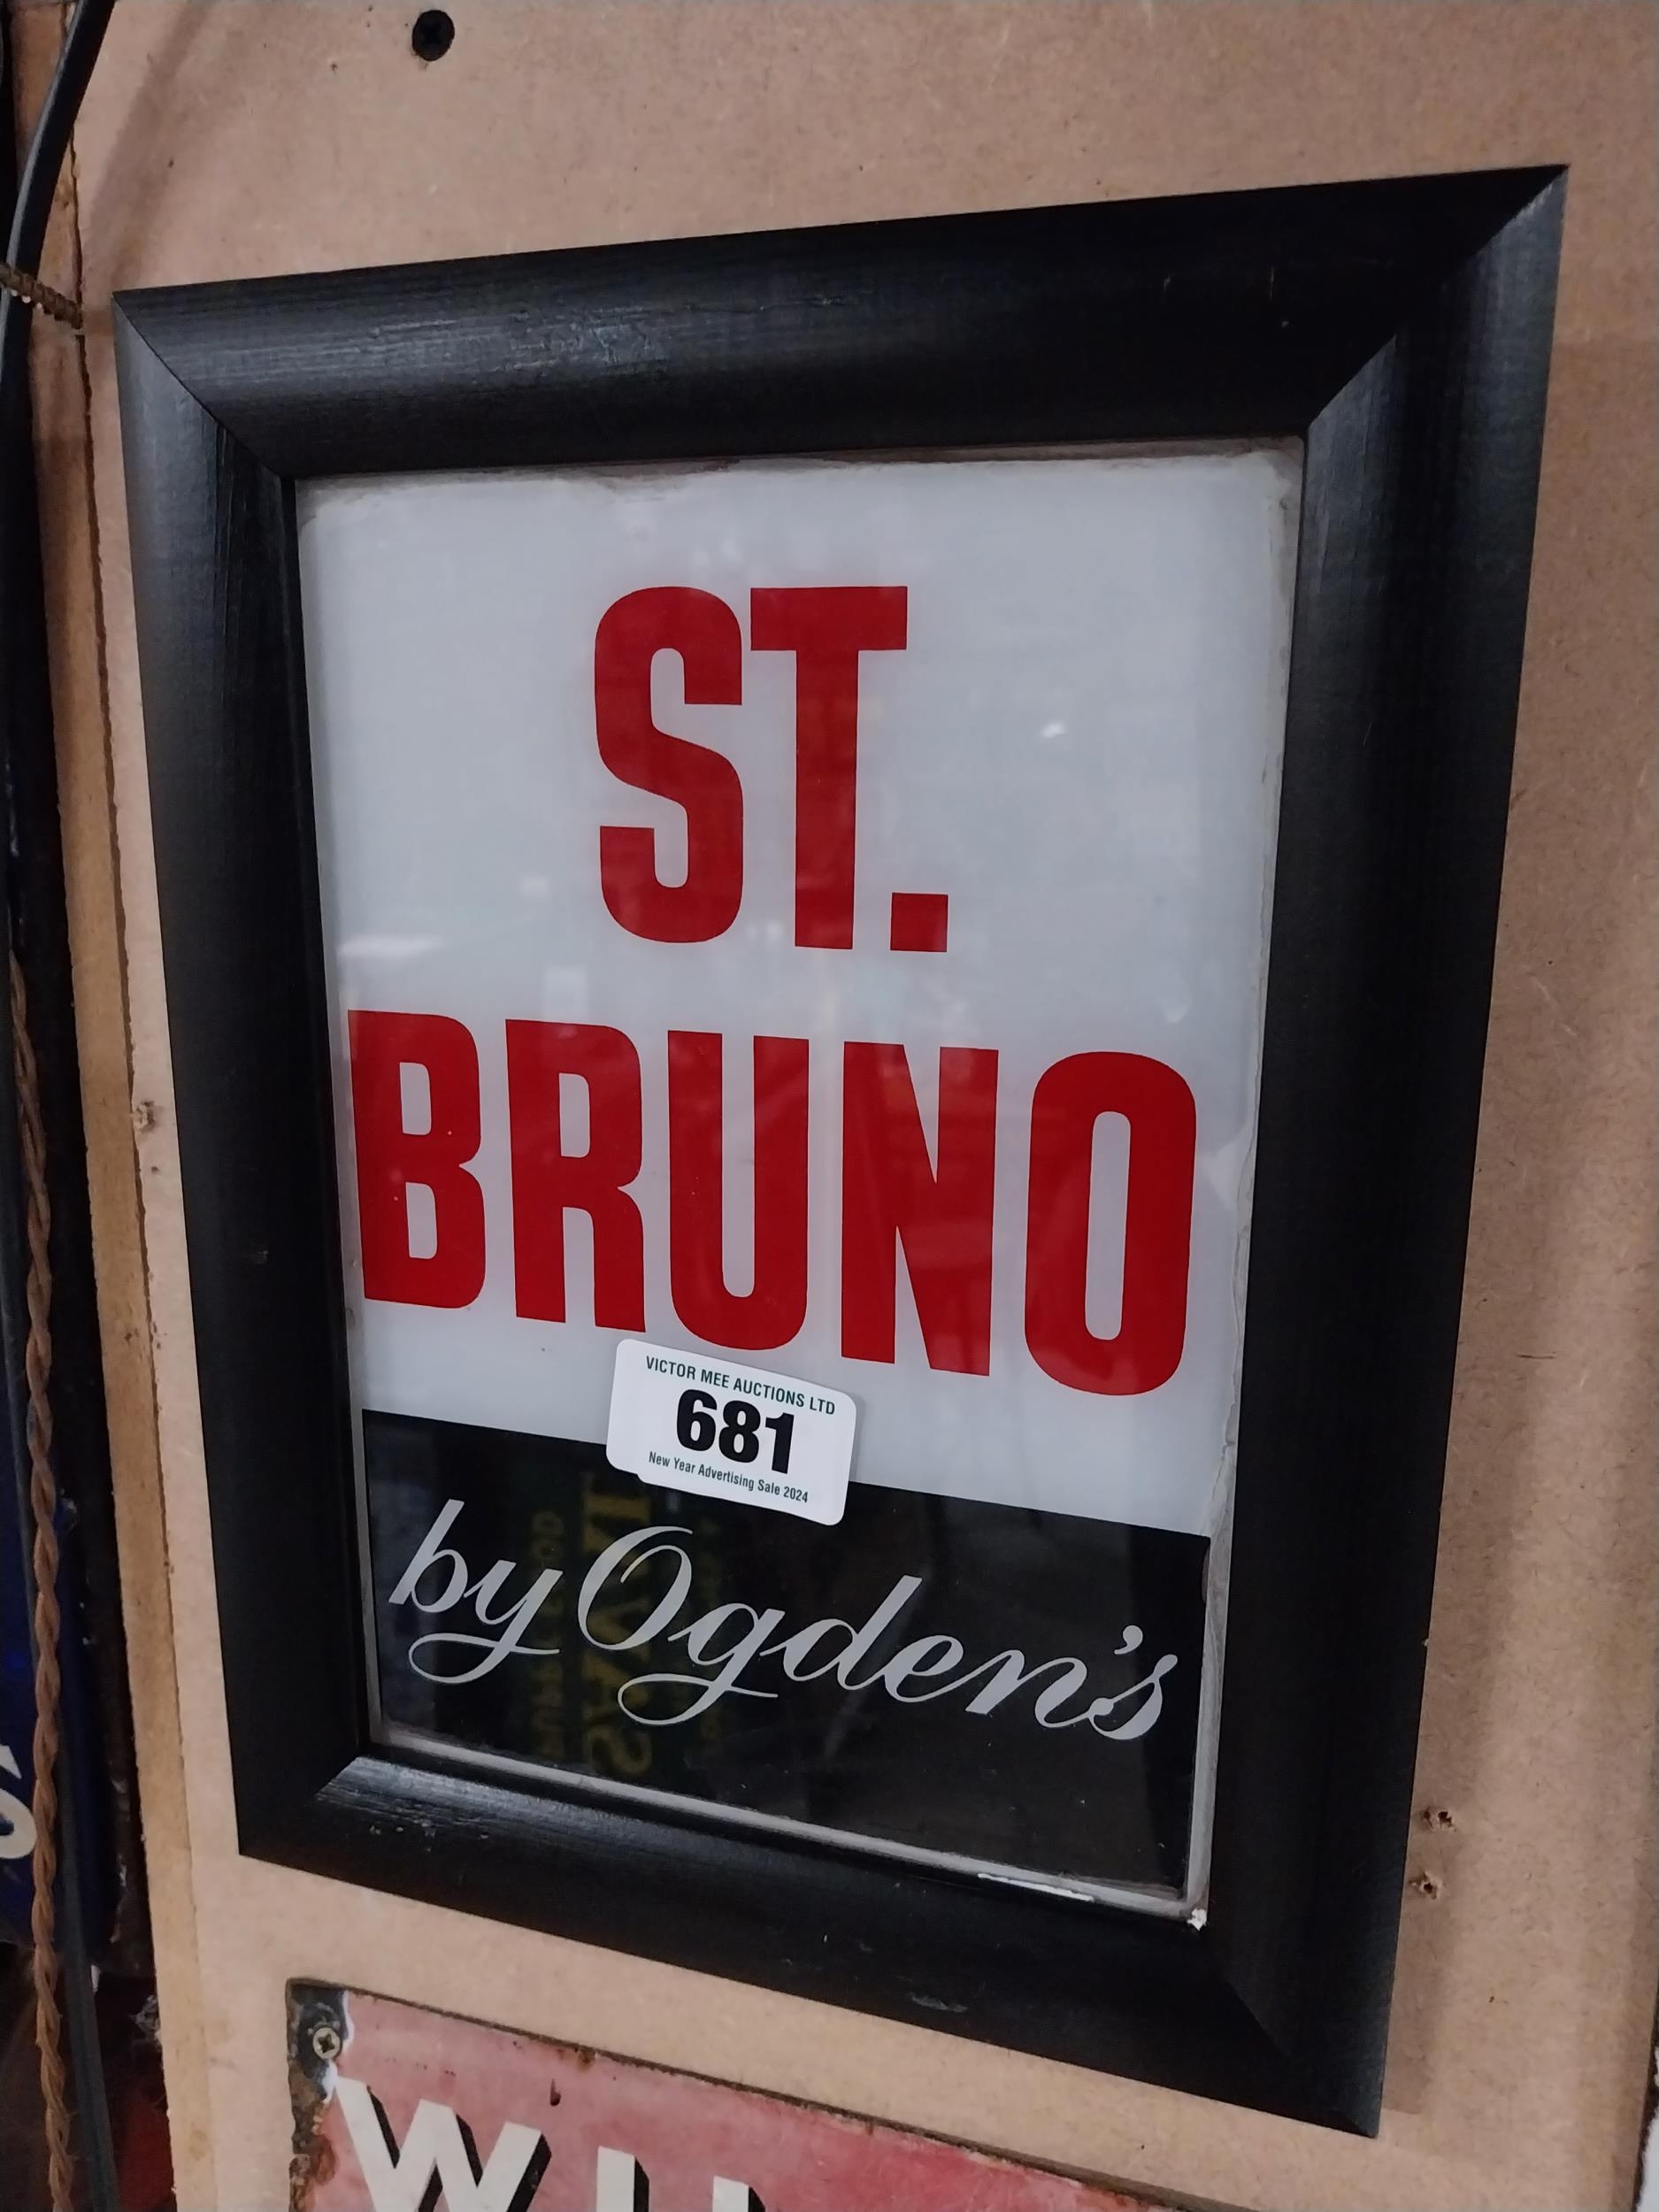 ST.
BRUNO
VICTOR MEE AUCTIONS LTD
681
New Year Advertising Sale 2024
by Ogden's